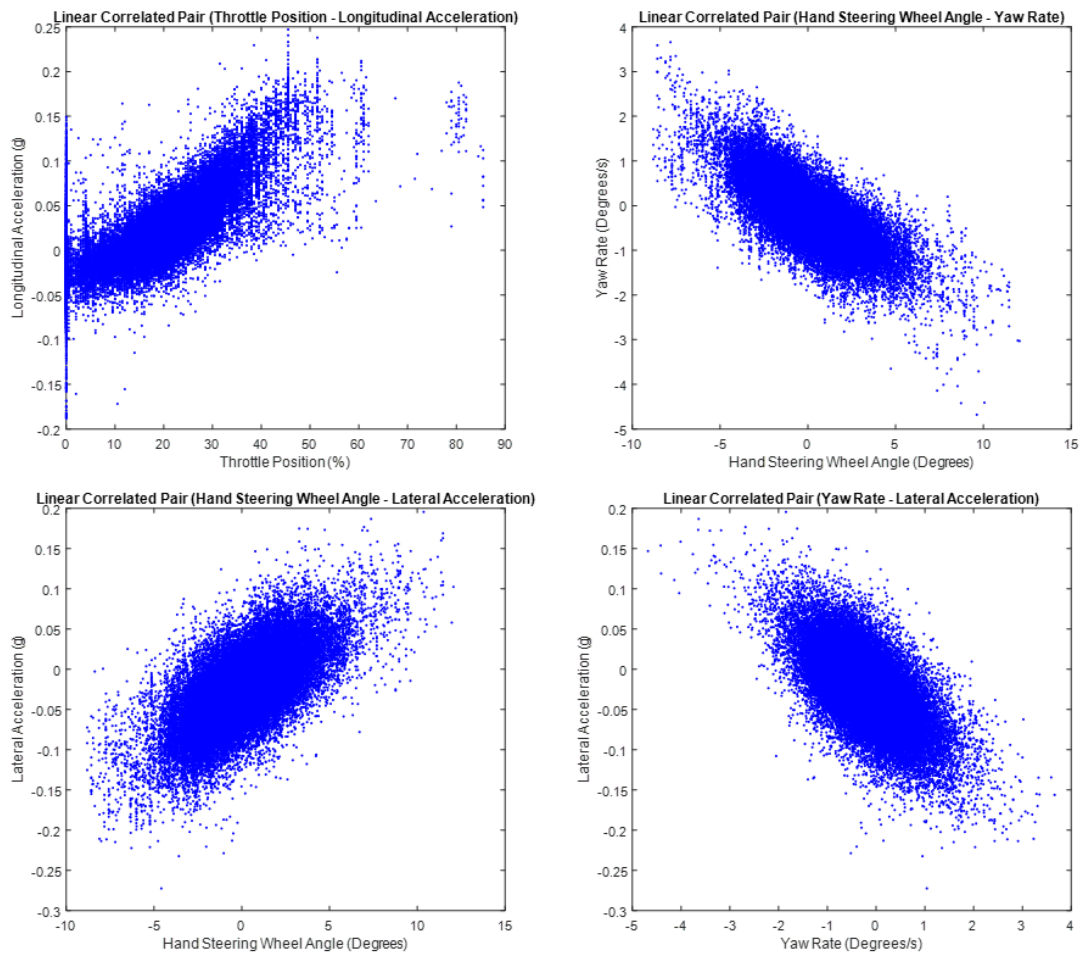 Linear Correlated Pair (Throttle Position - Longitudinal Acceleration)
0.25
0.2
0.15
0.1
0.05
0
-0.05
-0.1
-0.15
-0.2
Longitudinal Acceleration (g)
0 10 20 30 40 50 60 70 80 90
Throttle Position (%)
Linear Correlated Pair (Hand Steering Wheel Angle - Yaw Rate)
4
3
2
1
0
-1
-2
-3
-4
-5
Yaw Rate (Degrees/s)
-10 -5 0 5 10 15
Hand Steering Wheel Angle (Degrees)
Linear Correlated Pair (Hand Steering Wheel Angle - Lateral Acceleration)
0.2
0.15
0.1
0.05
0
-0.05
-0.1
-0.15
-0.2
-0.25
-0.3
Lateral Acceleration (g)
-10 -5 0 5 10 15
Hand Steering Wheel Angle (Degrees)
Linear Correlated Pair (Yaw Rate - Lateral Acceleration)
0.2
0.15
0.1
0.05
0
-0.05
-0.1
-0.15
-0.2
-0.25
-0.3
Lateral Acceleration (g)
-5 -4 -3 -2 -1 0 1 2 3 4
Yaw Rate (Degrees/s)